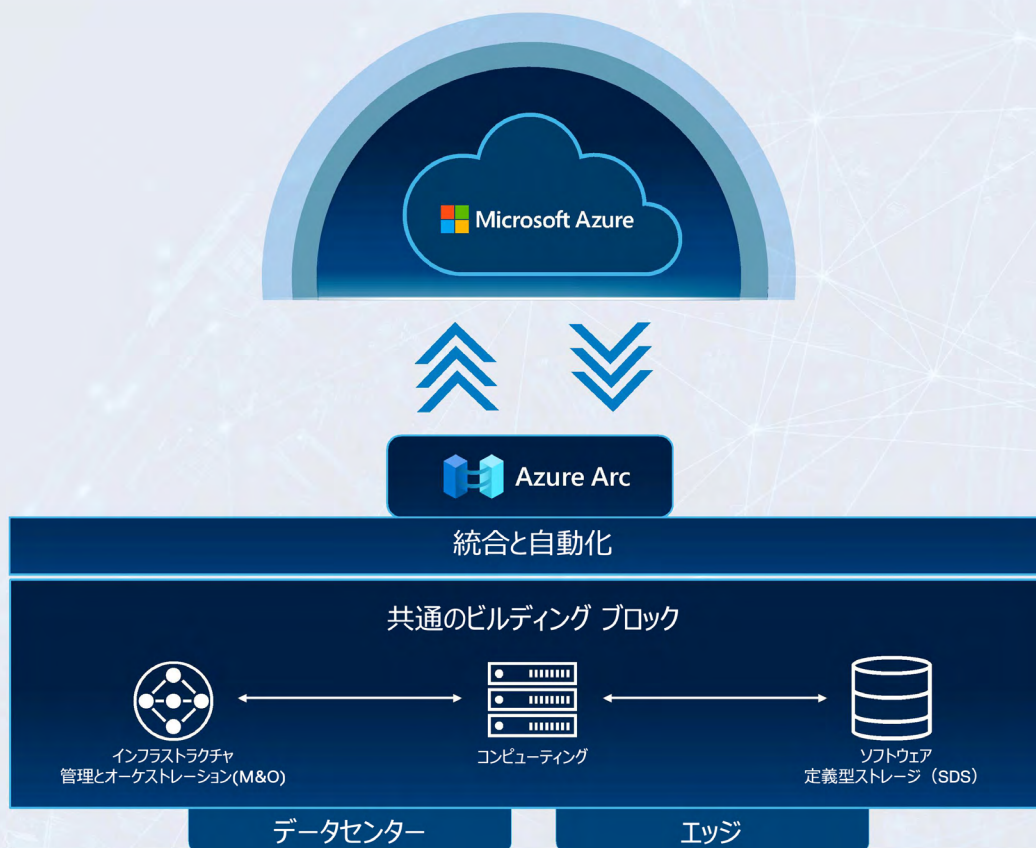 Microsoft Azure
Azure Arc
統合と自動化
共通のビルディング ブロック
インフラストラクチャ
管理とオーケストレーション(M&O)
コンピューティング
ソフトウェア
定義型ストレージ（SDS）
データセンター
エッジ